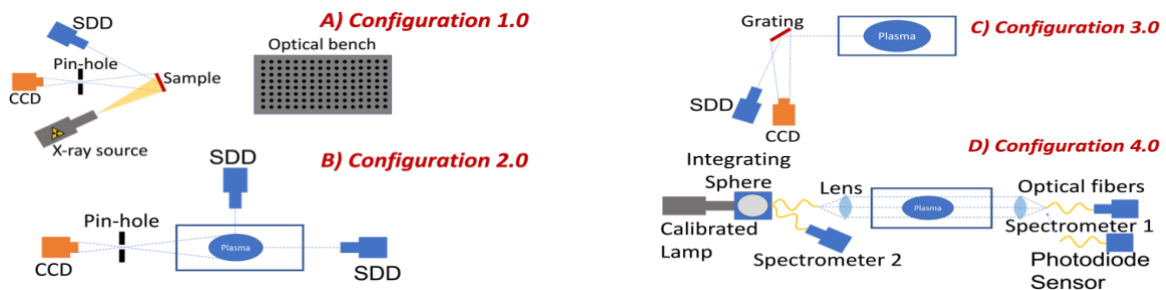 A) Configuration 1.0
SDD
Optical bench
Pin-hole
Sample
CCD
X-ray source
B) Configuration 2.0
SDD
Pin-hole
Plasma
CCD
SDD
Grating
Plasma
C) Configuration 3.0
SDD
CCD
D) Configuration 4.0
Integrating
Sphere
Lens
Optical fibers
Plasma
Calibrated
Lamp
Spectrometer 2
Spectrometer 1
Photodiode
Sensor